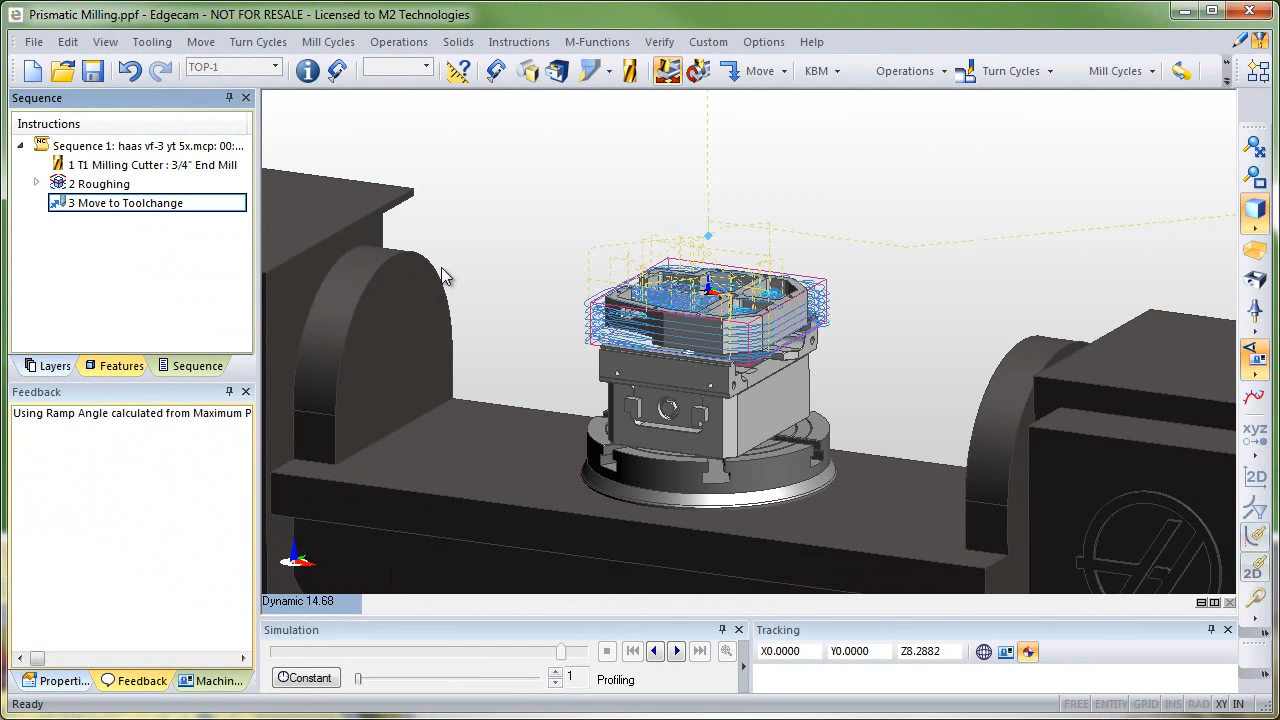 Prismatic Milling.ppf - Edgecam - NOT FOR RESALE - Licensed to M2 Technologies
File Edit View Tooling Move Turn Cycles Mill Cycles Operations Solids Instructions M-Functions Verify Custom Options Help
TOP-1 Move KBM Operations Turn Cycles Mill Cycles
Sequence
Instructions
Sequence 1: haas vf-3 yt 5x.mcp: 00:...
1 T1 Milling Cutter : 3/4" End Mill
2 Roughing
3 Move to Toolchange
Layers Features Sequence
Feedback
Using Ramp Angle calculated from Maximum P
xyz
2D
2D
Dynamic 14.68
Simulation
Tracking
X0.0000 Y0.0000 Z8.2882
Constant 1 Profiling
Properti... Feedback Machin...
Ready
FREE ENTITY GRID INS RAD XY IN